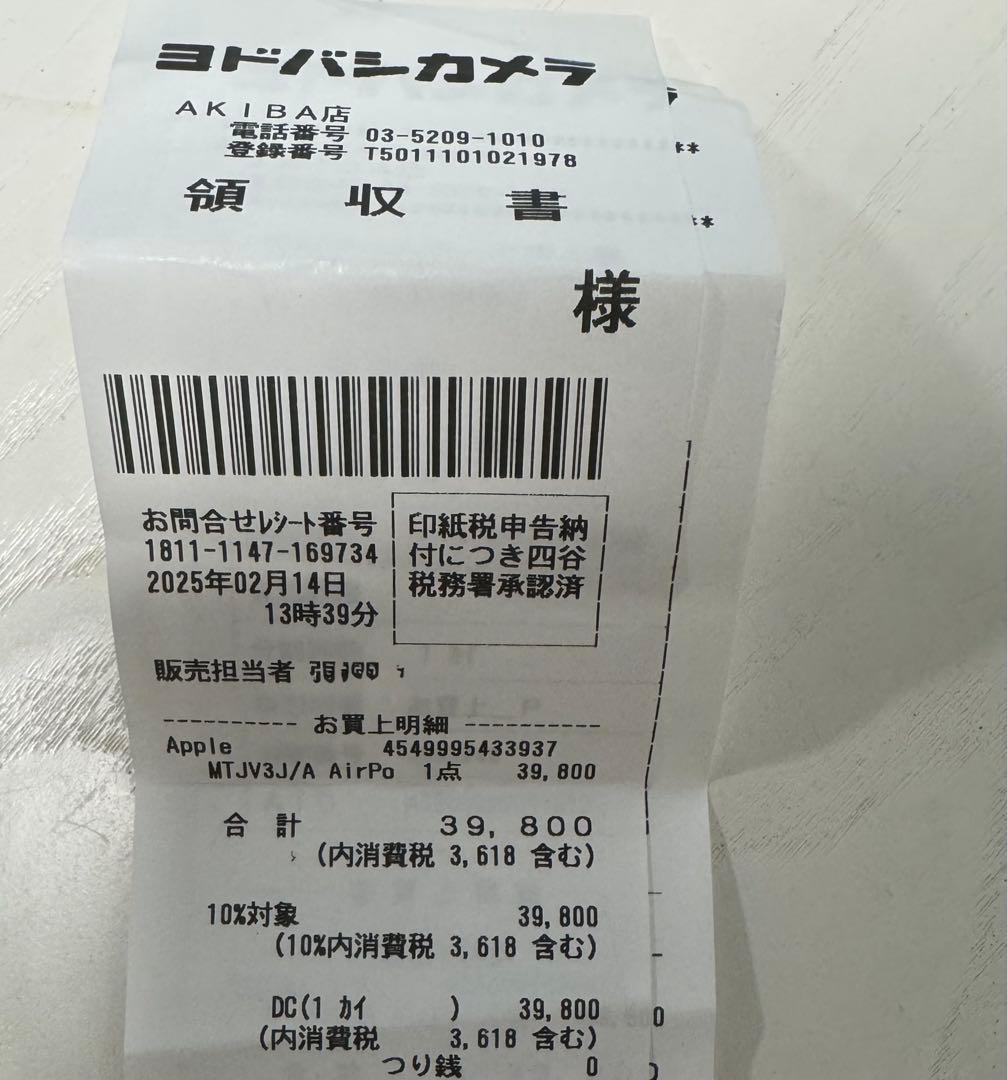 ヨドバシカメラ
AKIBA店
電話番号 03-5209-1010
登録番号 T5011101021978
領 収 書
様
お問合せﾚｼｰﾄ番号
1811-1147-169734
2025年02月14日
13時39分
印紙税申告納
付につき四谷
税務署承認済
販売担当者
---------- お買上明細 ----------
Apple 4549995433937
MTJV3J/A AirPo 1点 39,800
合 計 39,800
(内消費税 3,618 含む)
10%対象 39,800
(10%内消費税 3,618 含む)
DC(1 ｶｲ ) 39,800
(内消費税 3,618 含む)
つり銭 0
**
**
0